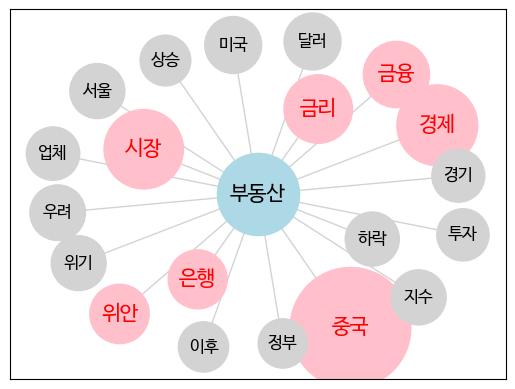 달러
미국
상승
금융
서울
금리
경제
시장
업체
경기
부동산
우려
투자
하락
위기
은행
지수
위안
중국
정부
이후